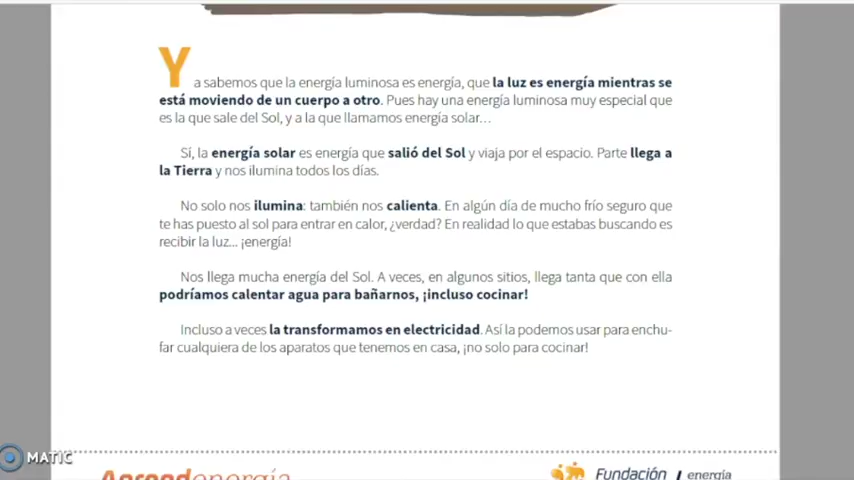 Ya sabemos que la energía luminosa es energía, que la luz es energía mientras se
está moviendo de un cuerpo a otro. Pues hay una energía luminosa muy especial que
es la que sale del Sol, y a la que llamamos energía solar...
Sí, la energía solar es energía que salió del Sol y viaja por el espacio. Parte llega a
la Tierra y nos ilumina todos los días.
No solo nos ilumina: también nos calienta. En algún día de mucho frío seguro que
te has puesto al sol para entrar en calor, ¿verdad? En realidad lo que estabas buscando es
recibir la luz... ¡energía!
Nos llega mucha energía del Sol. A veces, en algunos sitios, llega tanta que con ella
podríamos calentar agua para bañarnos, ¡incluso cocinar!
Incluso a veces la transformamos en electricidad. Así la podemos usar para enchu-
far cualquiera de los aparatos que tenemos en casa, ¡no solo para cocinar!
MATIC
Aprendenergía
Fundación energía